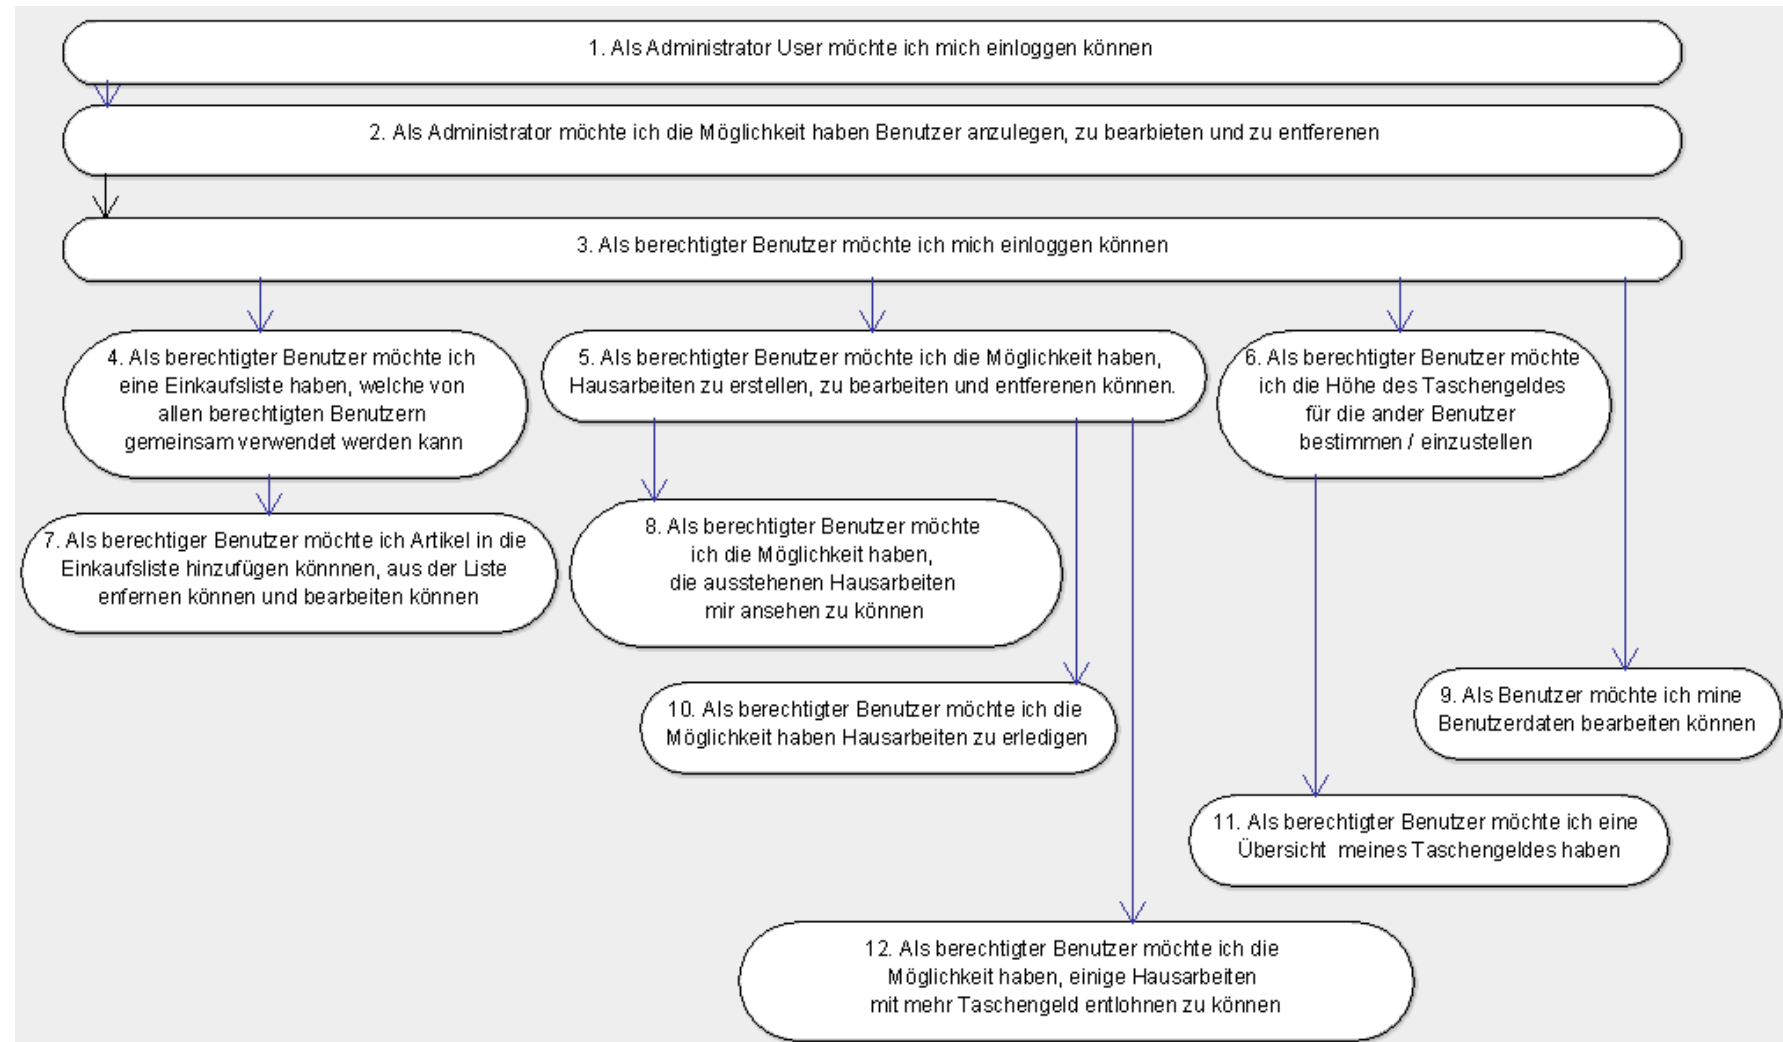 1. Als Administrator User möchte ich mich einloggen können
2. Als Administrator möchte ich die Möglichkeit haben Benutzer anzulegen, zu bearbieten und zu entferenen
3. Als berechtigter Benutzer möchte ich mich einloggen können
4. Als berechtigter Benutzer möchte ich
eine Einkaufsliste haben, welche von
allen berechtigten Benutzern
gemeinsam verwendet werden kann
5. Als berechtigter Benutzer möchte ich die Möglichkeit haben,
Hausarbeiten zu erstellen, zu bearbeiten und entferenen können.
6. Als berechtigter Benutzer möchte
ich die Höhe des Taschengeldes
für die ander Benutzer
bestimmen / einzustellen
7. Als berechtiger Benutzer möchte ich Artikel in die
Einkaufsliste hinzufügen könnnen, aus der Liste
enfernen können und bearbeiten können
8. Als berechtigter Benutzer möchte
ich die Möglichkeit haben,
die ausstehenen Hausarbeiten
mir ansehen zu können
9. Als Benutzer möchte ich mine
Benutzerdaten bearbeiten können
10. Als berechtigter Benutzer möchte ich die
Möglichkeit haben Hausarbeiten zu erledigen
11. Als berechtigter Benutzer möchte ich eine
Übersicht meines Taschengeldes haben
12. Als berechtigter Benutzer möchte ich die
Möglichkeit haben, einige Hausarbeiten
mit mehr Taschengeld entlohnen zu können